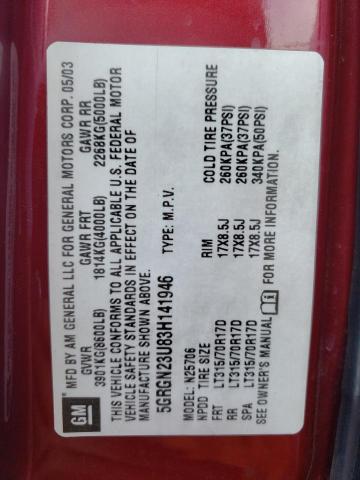 GM
MFD BY AM GENERAL LLC FOR GENERAL MOTORS CORP. 05/03
GVWR GAWR FRT GAWR RR
3901KG(8600LB) 1814KG(4000LB) 2268KG(5000LB)
THIS VEHICLE CONFORMS TO ALL APPLICABLE U.S. FEDERAL MOTOR
VEHICLE SAFETY STANDARDS IN EFFECT ON THE DATE OF
MANUFACTURE SHOWN ABOVE.
5GRGN23U83H141946 TYPE: M.P.V.
MODEL: N25706
NPDD TIRE SIZE RIM COLD TIRE PRESSURE
FRT LT315/70R17D 17X8.5J 260KPA(37PSI)
RR LT315/70R17D 17X8.5J 260KPA(37PSI)
SPA LT315/70R17D 17X8.5J 340KPA(50PSI)
SEE OWNER'S MANUAL FOR MORE INFORMATION.